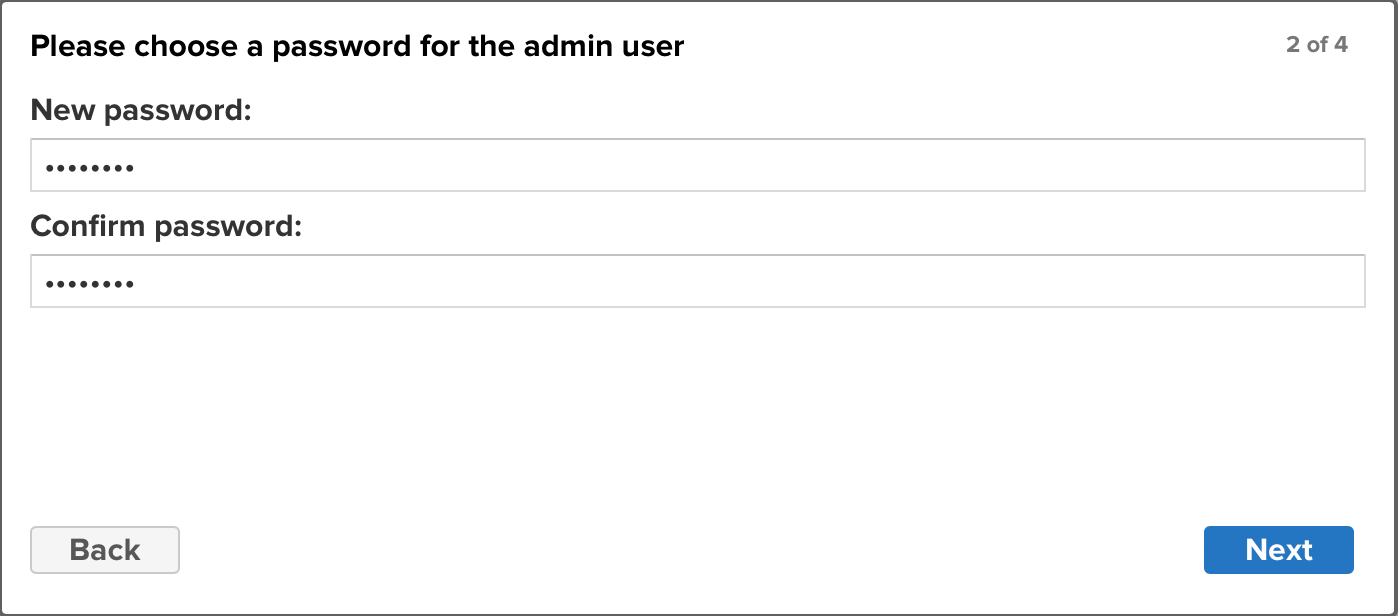 Please choose a password for the admin user
2 of 4
New password:
••••••••
Confirm password:
••••••••
Back
Next